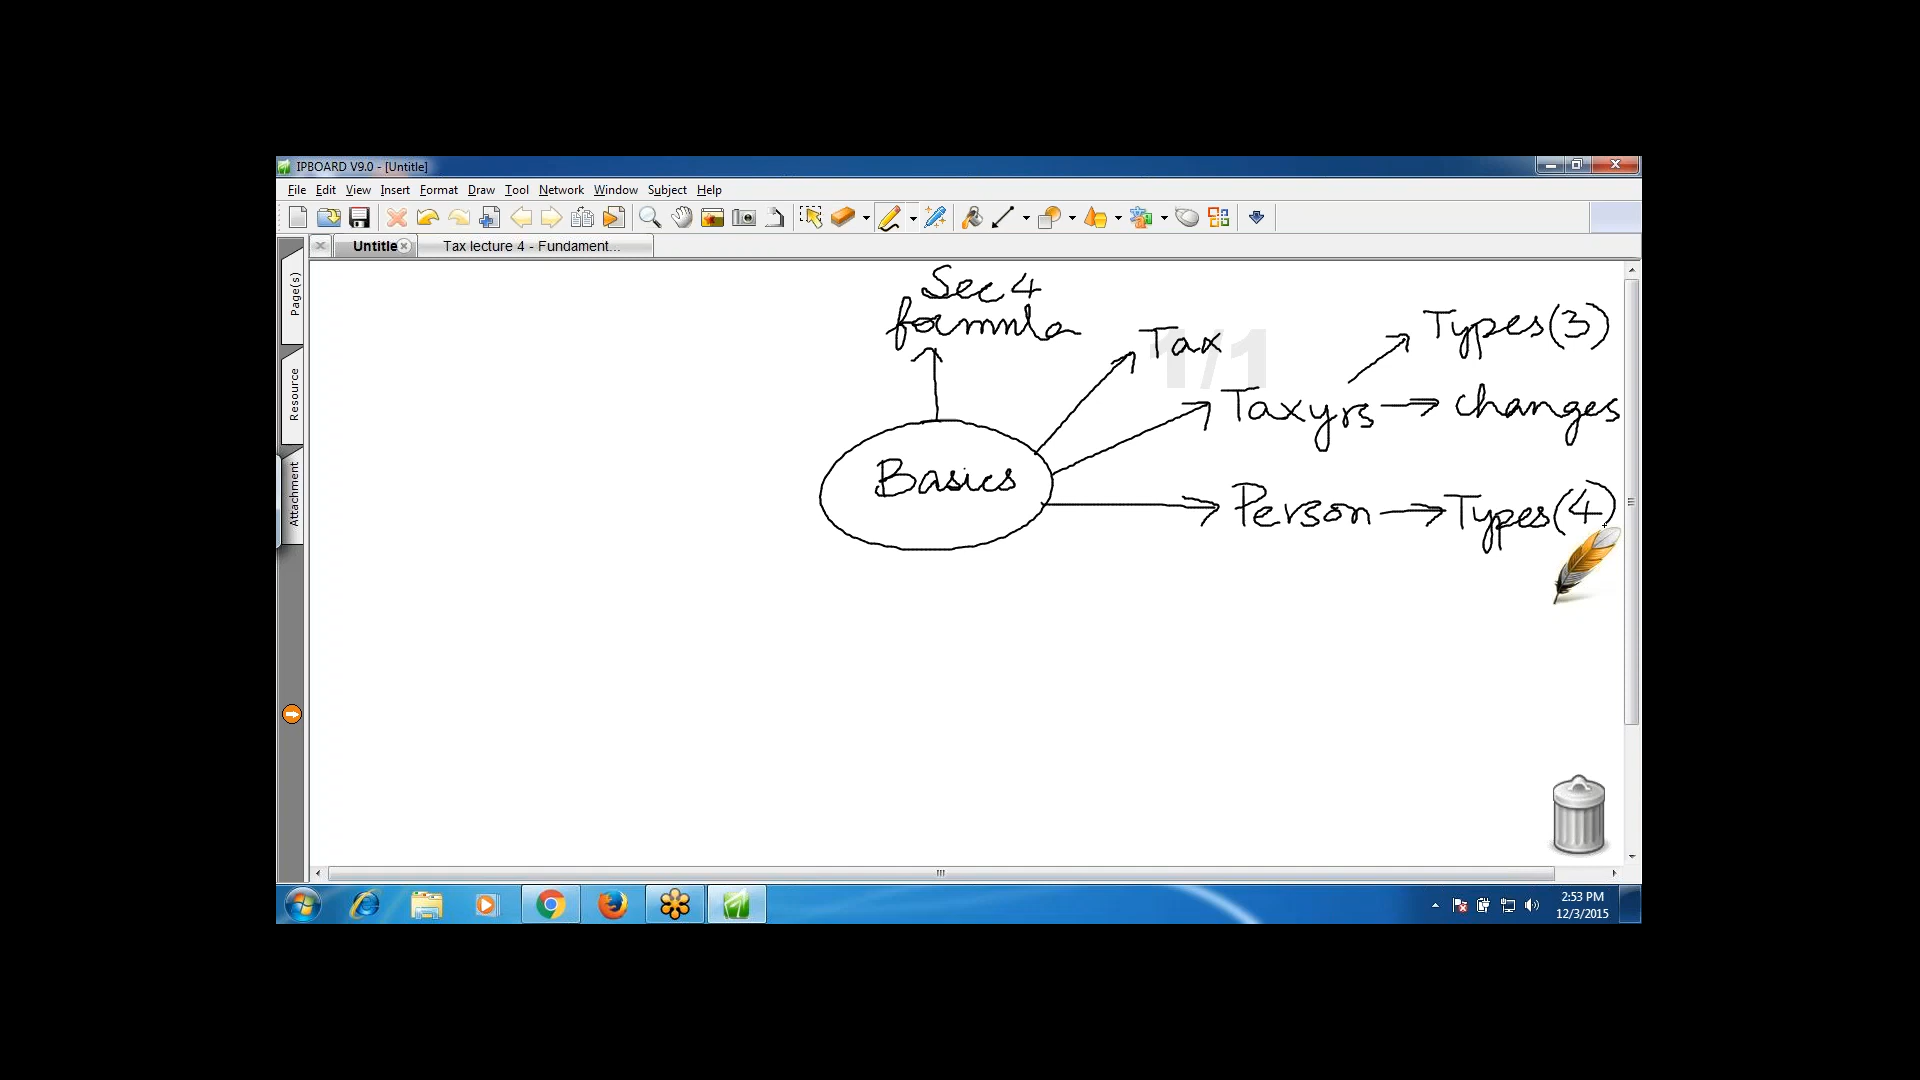 IPBOARD V9.0 - [Untitle]
File Edit View Insert Format Draw Tool Network Window Subject Help
Untitle Tax lecture 4 - Fundament...
Page(s)
Resource
Attachment
Sec 4
formula
1/1
Tax
Types(3)
Taxyrs changes
Basics
Person Types(4)
2:53 PM
12/3/2015